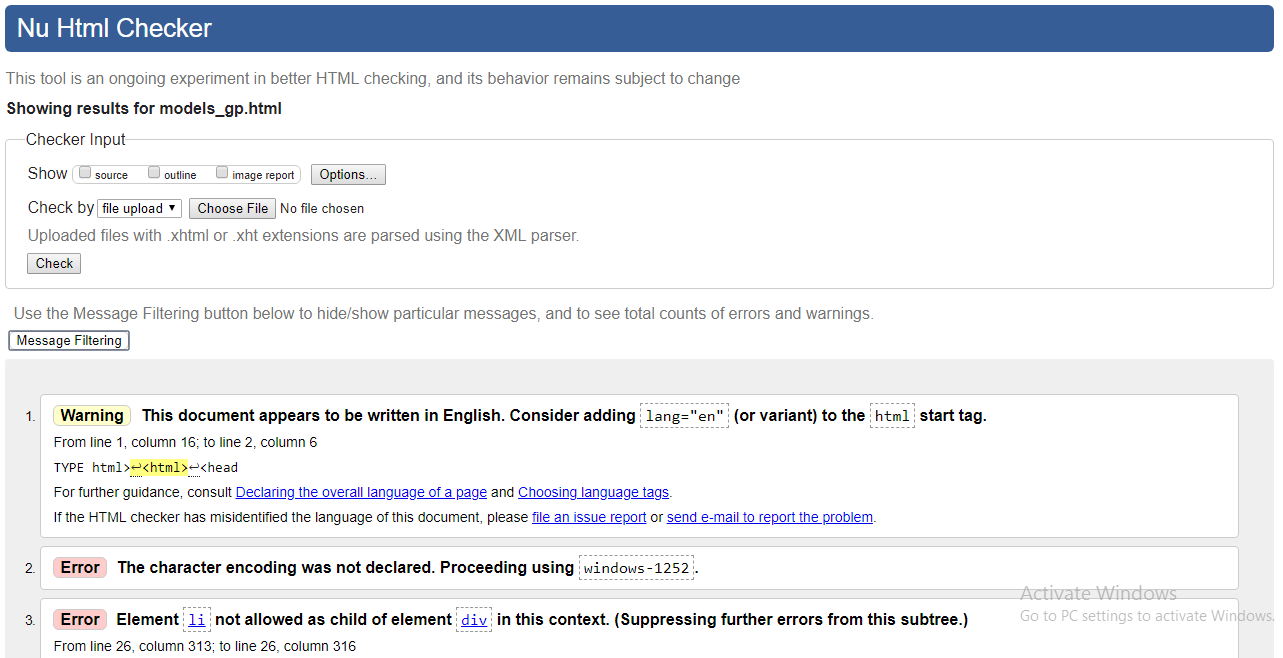 Nu Html Checker
This tool is an ongoing experiment in better HTML checking, and its behavior remains subject to change
Showing results for models_gp.html
Checker Input
Show source outline image report Options...
Check by file upload ▼ Choose File No file chosen
Uploaded files with .xhtml or .xht extensions are parsed using the XML parser.
Check
Use the Message Filtering button below to hide/show particular messages, and to see total counts of errors and warnings.
Message Filtering
1. Warning This document appears to be written in English. Consider adding lang="en" (or variant) to the html start tag.
From line 1, column 16; to line 2, column 6
TYPE html>↩<html>↩<head
For further guidance, consult Declaring the overall language of a page and Choosing language tags.
If the HTML checker has misidentified the language of this document, please file an issue report or send e-mail to report the problem.
2. Error The character encoding was not declared. Proceeding using windows-1252.
Activate Windows
Go to PC settings to activate Windows.
3. Error Element li not allowed as child of element div in this context. (Suppressing further errors from this subtree.)
From line 26, column 313; to line 26, column 316